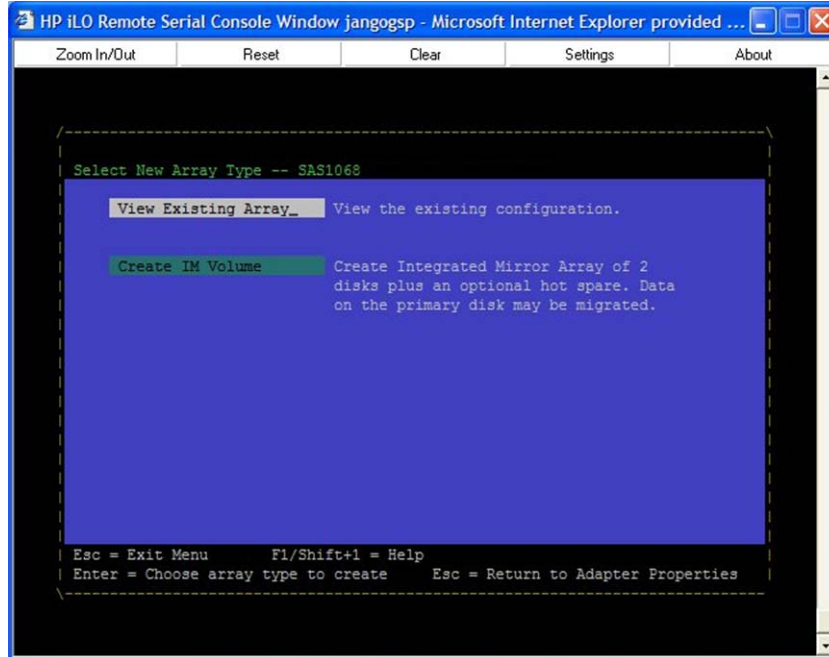 HP iLO Remote Serial Console Window jangogsp - Microsoft Internet Explorer provided ...
Zoom In/Out Reset Clear Settings About
Select New Array Type -- SAS1068
View Existing Array_ View the existing configuration.
Create IM Volume Create Integrated Mirror Array of 2
disks plus an optional hot spare. Data
on the primary disk may be migrated.
Esc = Exit Menu F1/Shift+1 = Help
Enter = Choose array type to create Esc = Return to Adapter Properties